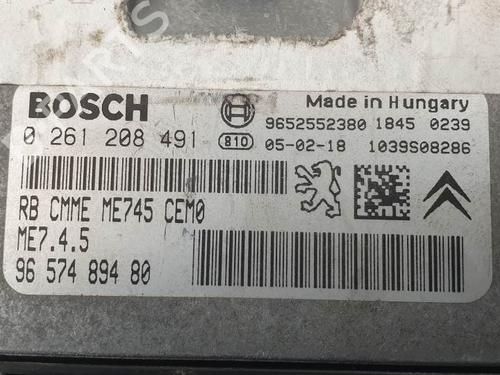 BOSCH
Made in Hungary
0 261 208 491
9652552380 1845 0239
810
05-02-18 1039S08286
RB CMME ME745 CEM0
ME7.4.5
96 574 894 80